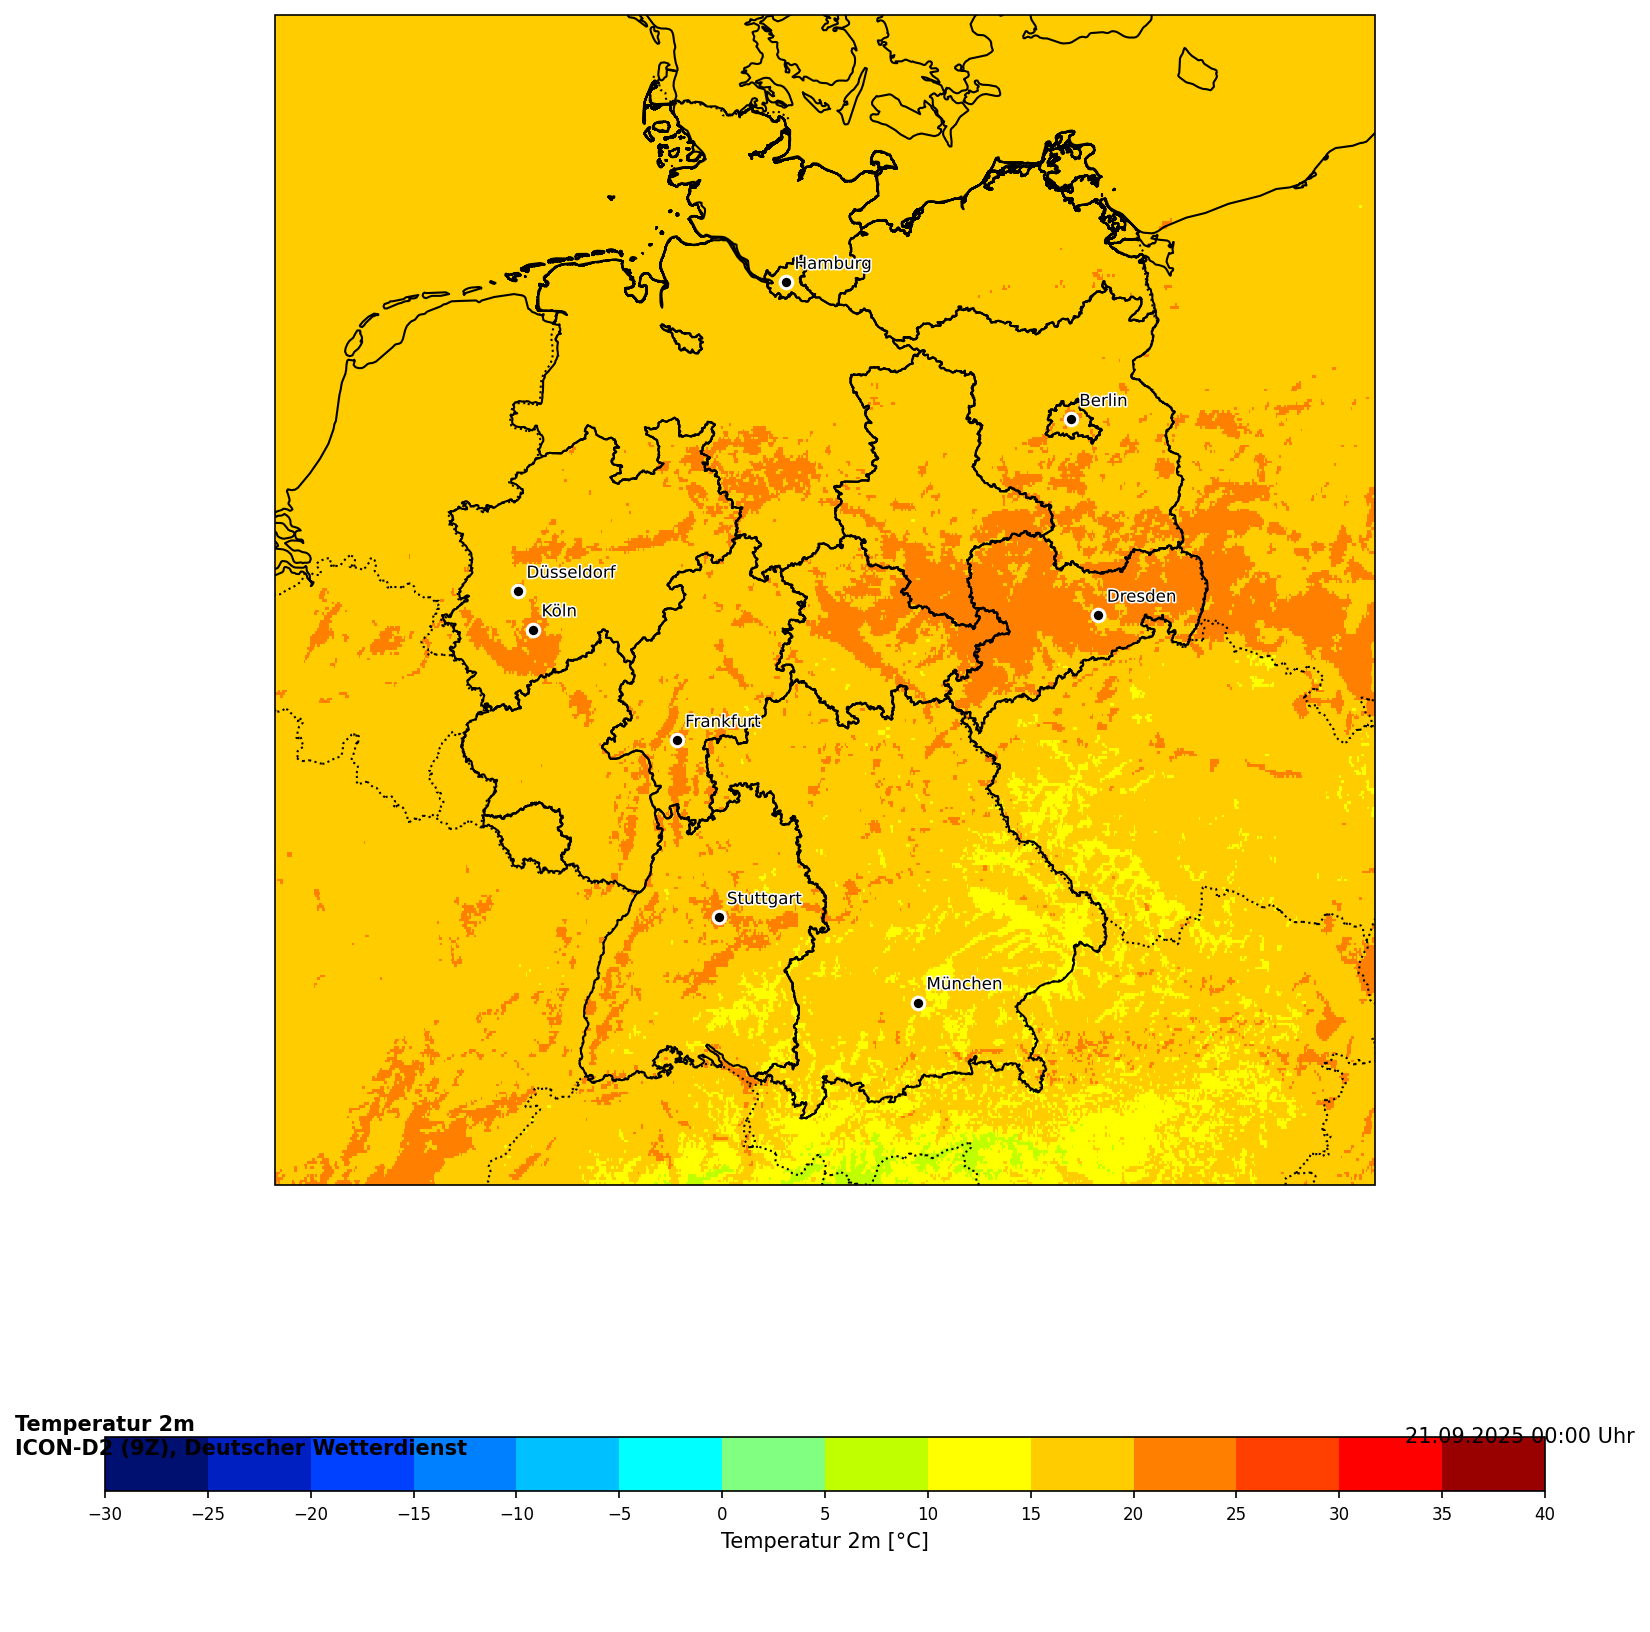 Hamburg
Berlin
Düsseldorf
Köln
Dresden
Frankfurt
Stuttgart
München
Temperatur 2m
ICON-D2 (9Z), Deutscher Wetterdienst
21.09.2025 00:00 Uhr
−30 −25 −20 −15 −10 −5 0 5 10 15 20 25 30 35 40
Temperatur 2m [°C]